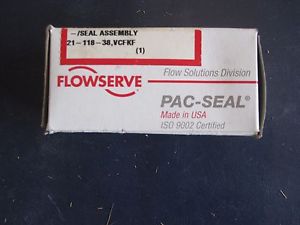 -/SEAL ASSEMBLY
21-118-38,VCFKF
(1)
FLOWSERVE
Flow Solutions Division
PAC-SEAL®
Made in USA
ISO 9002 Certified